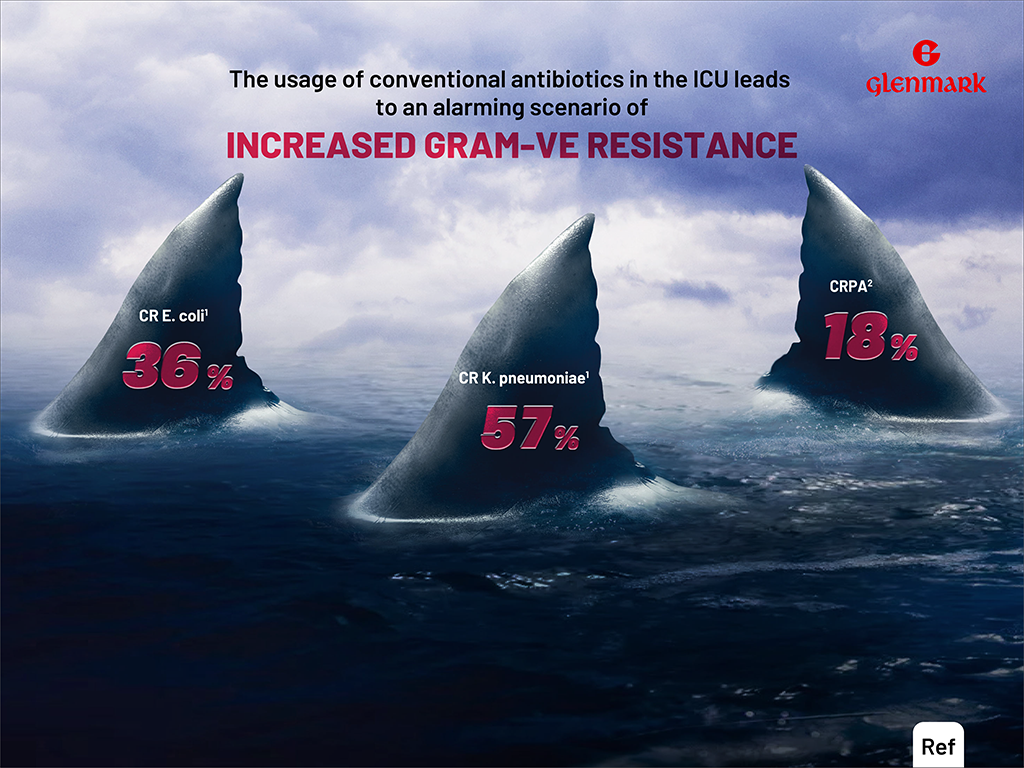 The usage of conventional antibiotics in the ICU leads
to an alarming scenario of
INCREASED GRAM-VE RESISTANCE
GLENMARK
CR E. coli¹
36%
CR K. pneumoniae¹
57%
CRPA²
18%
Ref